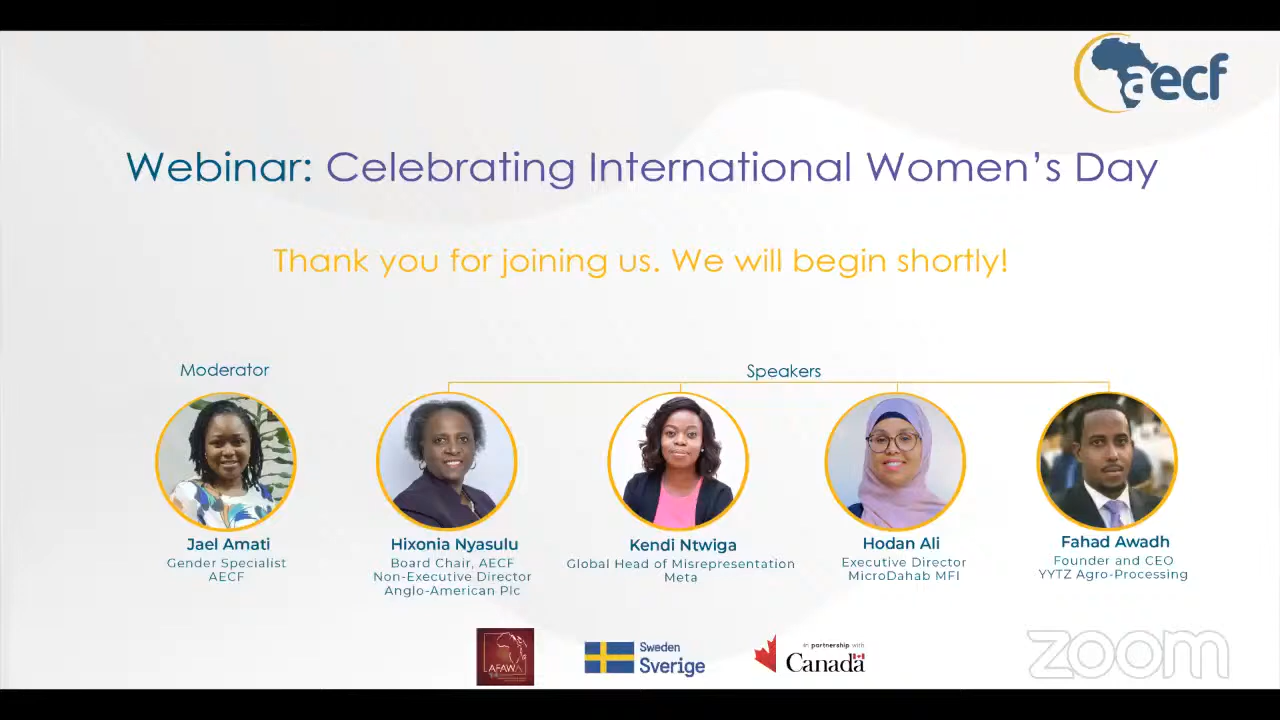 aecf
Webinar: Celebrating International Women's Day
Thank you for joining us. We will begin shortly!
Moderator
Speakers
Jael Amati
Gender Specialist
AECF
Hixonia Nyasulu
Board Chair, AECF
Non-Executive Director
Anglo-American Plc
Kendi Ntwiga
Global Head of Misrepresentation
Meta
Hodan Ali
Executive Director
MicroDahab MFI
Fahad Awadh
Founder and CEO
YYTZ Agro-Processing
AFAWA
Sweden
Sverige
in partnership with
Canada
zoom